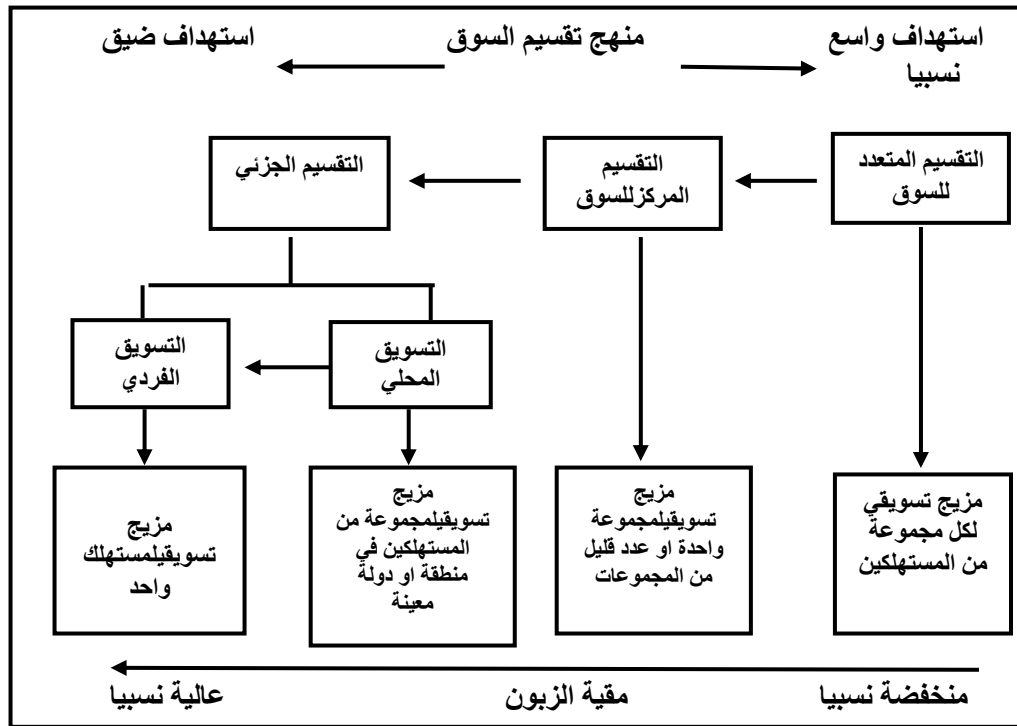 استهداف واسع
نسبيا
منهج تقسيم السوق
استهداف ضيق
التقسيم المتعدد
للسوق
التقسيم
المركزللسوق
التقسيم الجزئي
التسويق
المحلي
التسويق
الفردي
مزيج تسويقي
لكل مجموعة
من المستهلكين
مزيج
تسويقيلمجموعة
واحدة او عدد قليل
من المجموعات
مزيج
تسويقيلمجموعة من
المستهلكين في
منطقة او دولة
معينة
مزيج
تسويقيلمستهلك
واحد
منخفضة نسبيا
مقية الزبون
عالية نسبيا